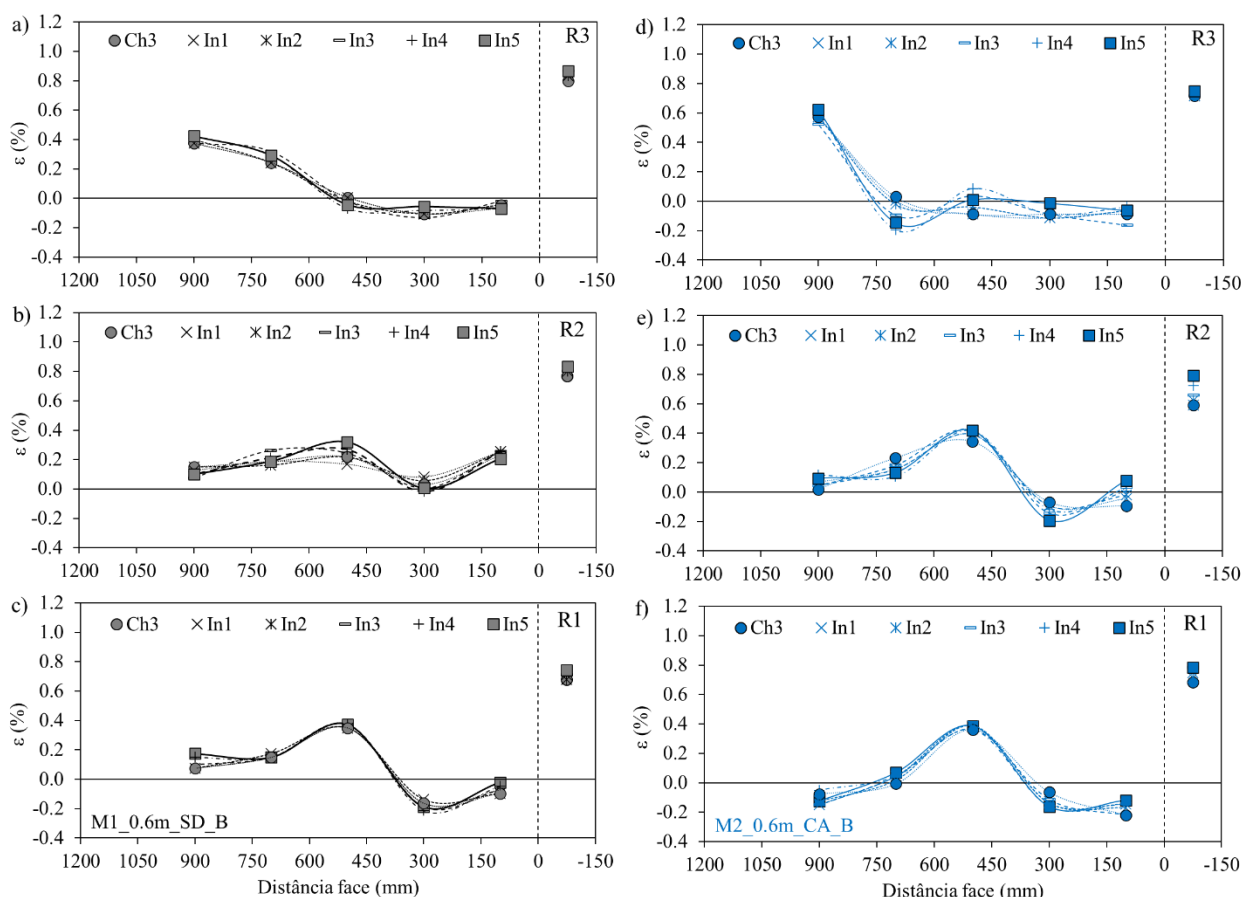 a)
1.2
Ch3 In1 In2 In3 In4 In5
R3
1.0
0.8
0.6
0.4
0.2
0.0
-0.2
-0.4
ε (%)
1200 1050 900 750 600 450 300 150 0 -150
b)
1.2
Ch3 In1 In2 In3 In4 In5
R2
1.0
0.8
0.6
0.4
0.2
0.0
-0.2
-0.4
ε (%)
1200 1050 900 750 600 450 300 150 0 -150
c)
1.2
Ch3 In1 In2 In3 In4 In5
R1
1.0
0.8
0.6
0.4
0.2
0.0
-0.2
-0.4
ε (%)
M1_0.6m_SD_B
1200 1050 900 750 600 450 300 150 0 -150
Distância face (mm)
d)
1.2
Ch3 In1 In2 In3 In4 In5
R3
1.0
0.8
0.6
0.4
0.2
0.0
-0.2
-0.4
ε (%)
1200 1050 900 750 600 450 300 150 0 -150
e)
1.2
Ch3 In1 In2 In3 In4 In5
R2
1.0
0.8
0.6
0.4
0.2
0.0
-0.2
-0.4
ε (%)
1200 1050 900 750 600 450 300 150 0 -150
f)
1.2
Ch3 In1 In2 In3 In4 In5
R1
1.0
0.8
0.6
0.4
0.2
0.0
-0.2
-0.4
ε (%)
M2_0.6m_CA_B
1200 1050 900 750 600 450 300 150 0 -150
Distância face (mm)